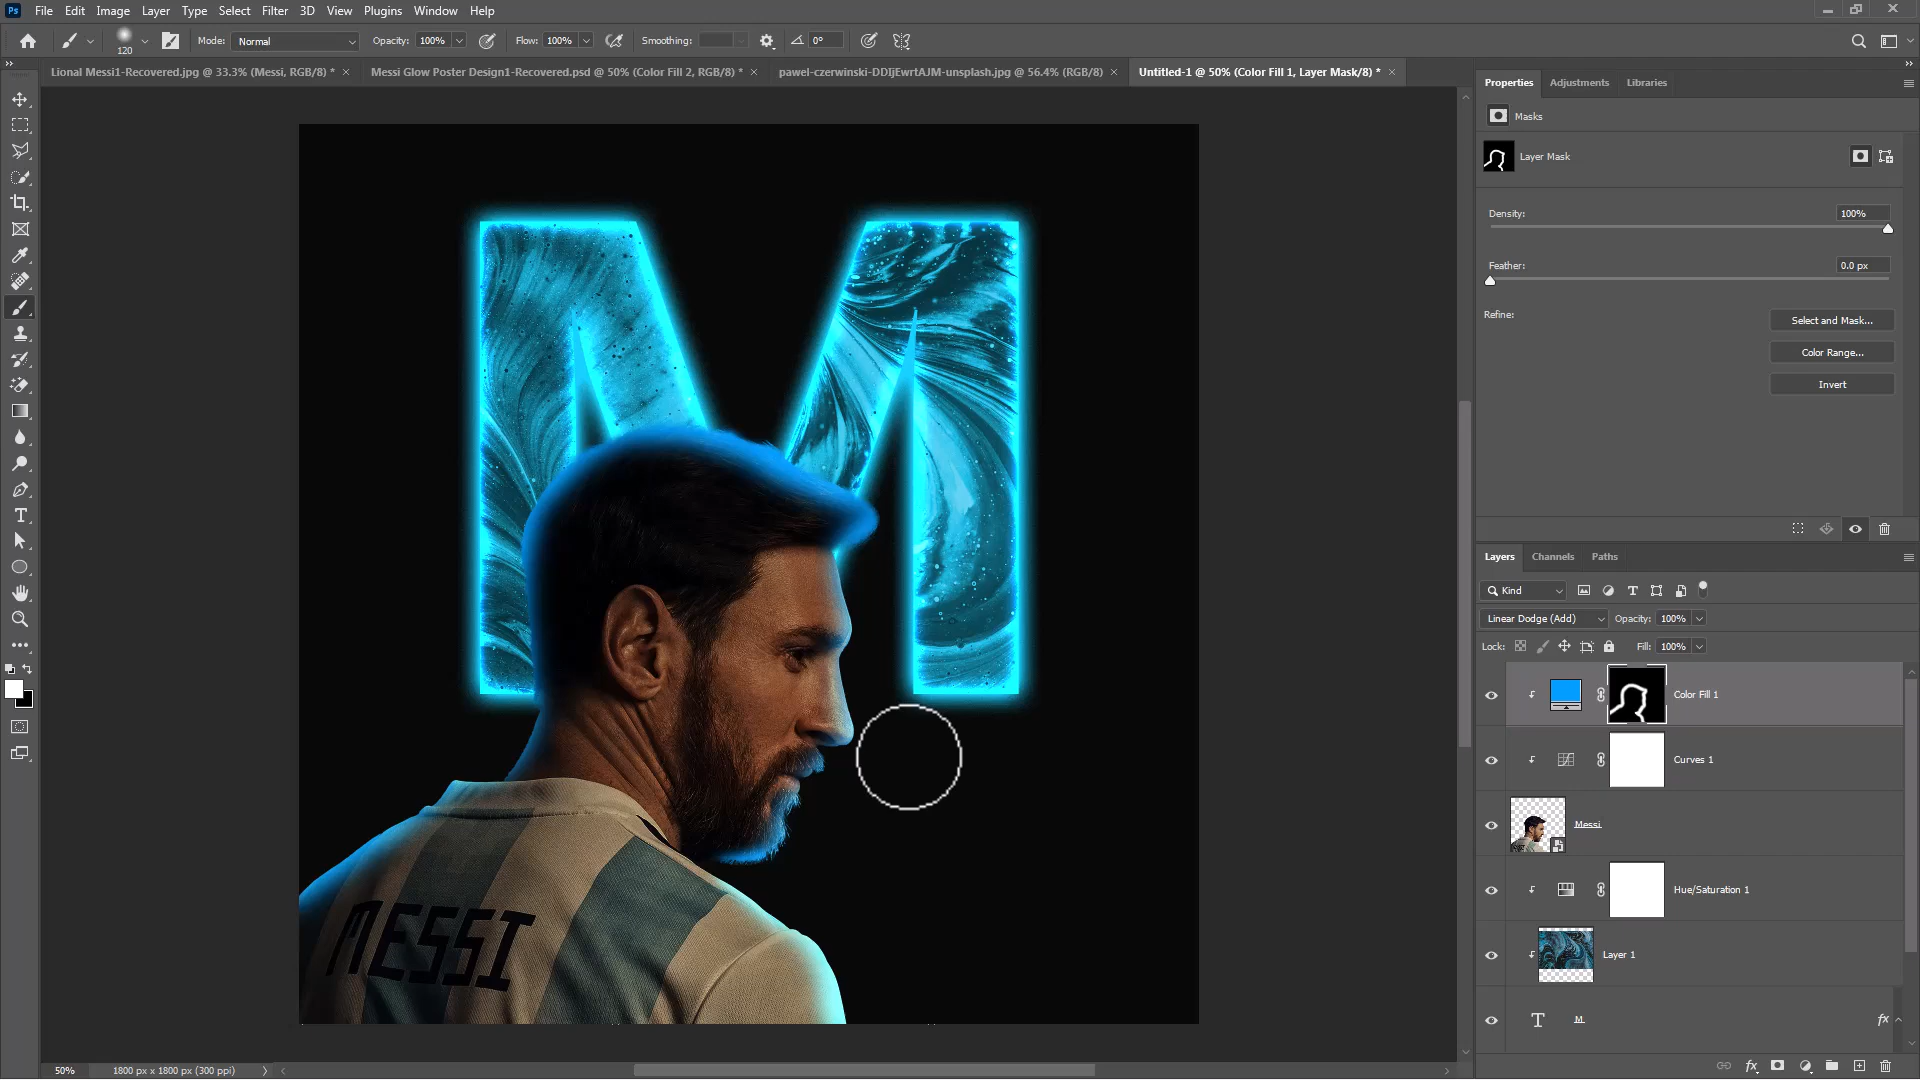 Ps File Edit Image Layer Type Select Filter 3D View Plugins Window Help
120 Mode: Normal Opacity: 100% Flow: 100% Smoothing: 0°
Lional Messi1-Recovered.jpg @ 33.3% (Messi, RGB/8) * × Messi Glow Poster Design1-Recovered.psd @ 50% (Color Fill 2, RGB/8) * × pawel-czerwinski-DDIjEwrtAJM-unsplash.jpg @ 56.4% (RGB/8) × Untitled-1 @ 50% (Color Fill 1, Layer Mask/8) * ×
Properties Adjustments Libraries
Masks
Layer Mask
Density: 100%
Feather: 0.0 px
Refine: Select and Mask...
Color Range...
Invert
M
MESSI
Layers Channels Paths
Kind
Linear Dodge (Add) Opacity: 100%
Lock: Fill: 100%
Color Fill 1
Curves 1
Messi
Hue/Saturation 1
Layer 1
T M fx
50% 1800 px x 1800 px (300 ppi)
fx